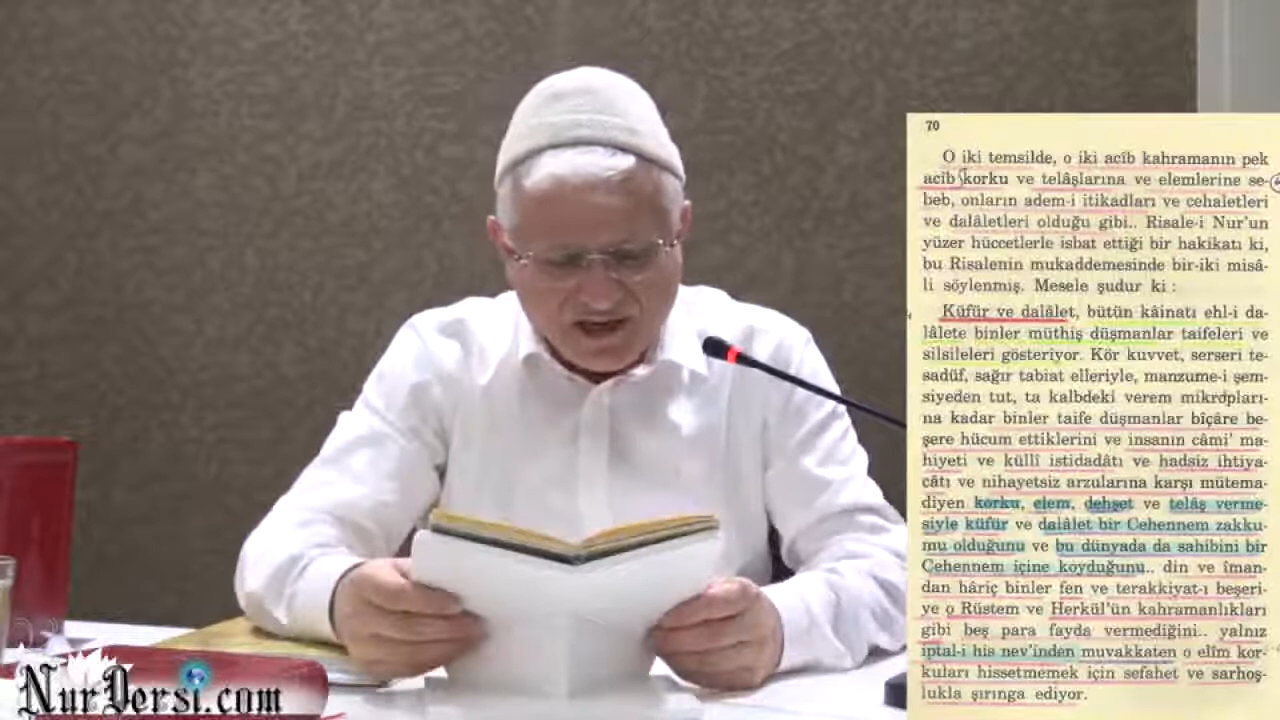 70
O iki temsilde, o iki acîb kahramanın pek
acîb korku ve telâşlarına ve elemlerine se-
beb, onların adem-i itikadları ve cehaletleri
ve dalâletleri olduğu gibi.. Risale-i Nur'un
yüzer hüccetlerle isbat ettiği bir hakikatı ki,
bu Risalenin mukaddemesinde bir-iki misâ-
li söylenmiş. Mesele şudur ki :
Küfür ve dalâlet, bütün kâinatı ehl-i da-
lâlete binler müthiş düşmanlar taifeleri ve
silsileleri gösteriyor. Kör kuvvet, serseri te-
sadüf, sağır tabiat elleriyle, manzume-i şem-
siyeden tut, ta kalbdeki verem mikropları-
na kadar binler taife düşmanlar bîçâre be-
şere hücum ettiklerini ve insanın câmi' ma-
hiyeti ve küllî istidadâtı ve hadsiz ihtiya-
câtı ve nihayetsiz arzularına karşı mütema-
diyen korku, elem, dehşet ve telâş verme-
siyle küfür ve dalâlet bir Cehennem zakku-
mu olduğunu ve bu dünyada da sahibini bir
Cehennem içine koyduğunu.. din ve îman-
dan hâriç binler fen ve terakkiyat-ı beşeri-
ye o Rüstem ve Herkül'ün kahramanlıkları
gibi beş para fayda vermediğini.. yalnız
iptal-i his nev'inden muvakkaten o elîm kor-
kuları hissetmemek için sefahet ve sarhoş-
lukla şırınga ediyor.
NurDersi.com